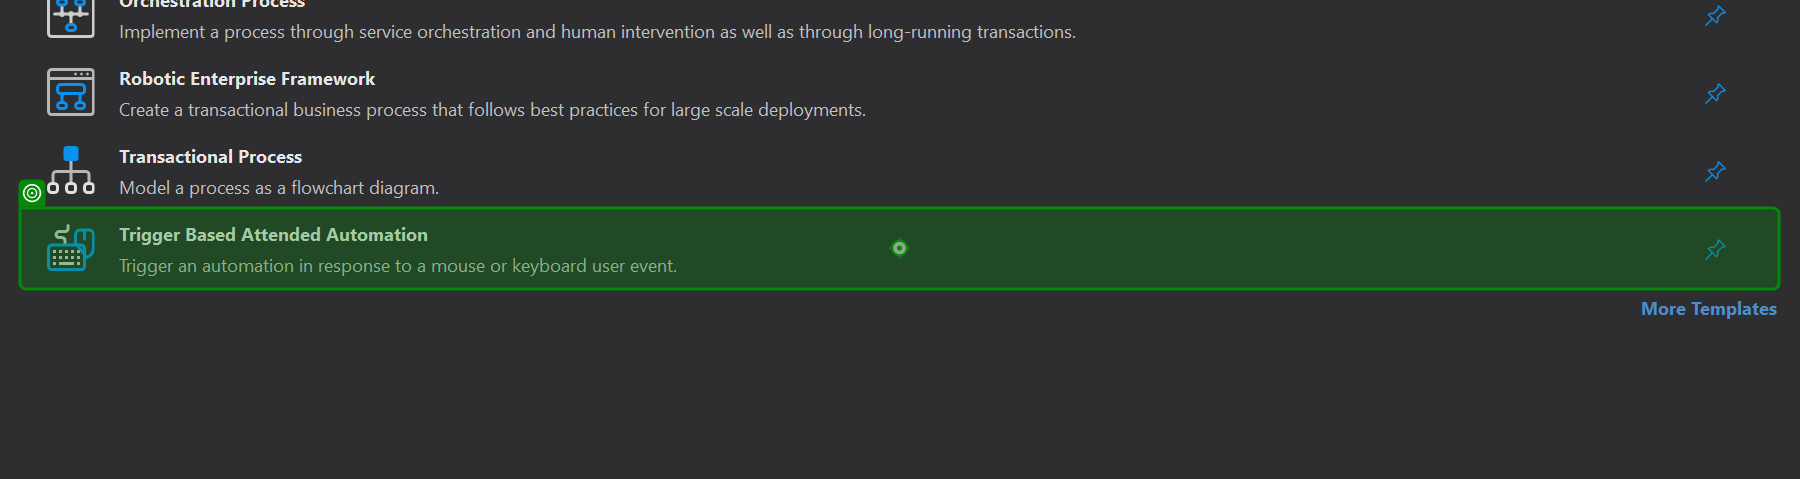 Orchestration Process
Implement a process through service orchestration and human intervention as well as through long-running transactions.
Robotic Enterprise Framework
Create a transactional business process that follows best practices for large scale deployments.
Transactional Process
Model a process as a flowchart diagram.
Trigger Based Attended Automation
Trigger an automation in response to a mouse or keyboard user event.
More Templates